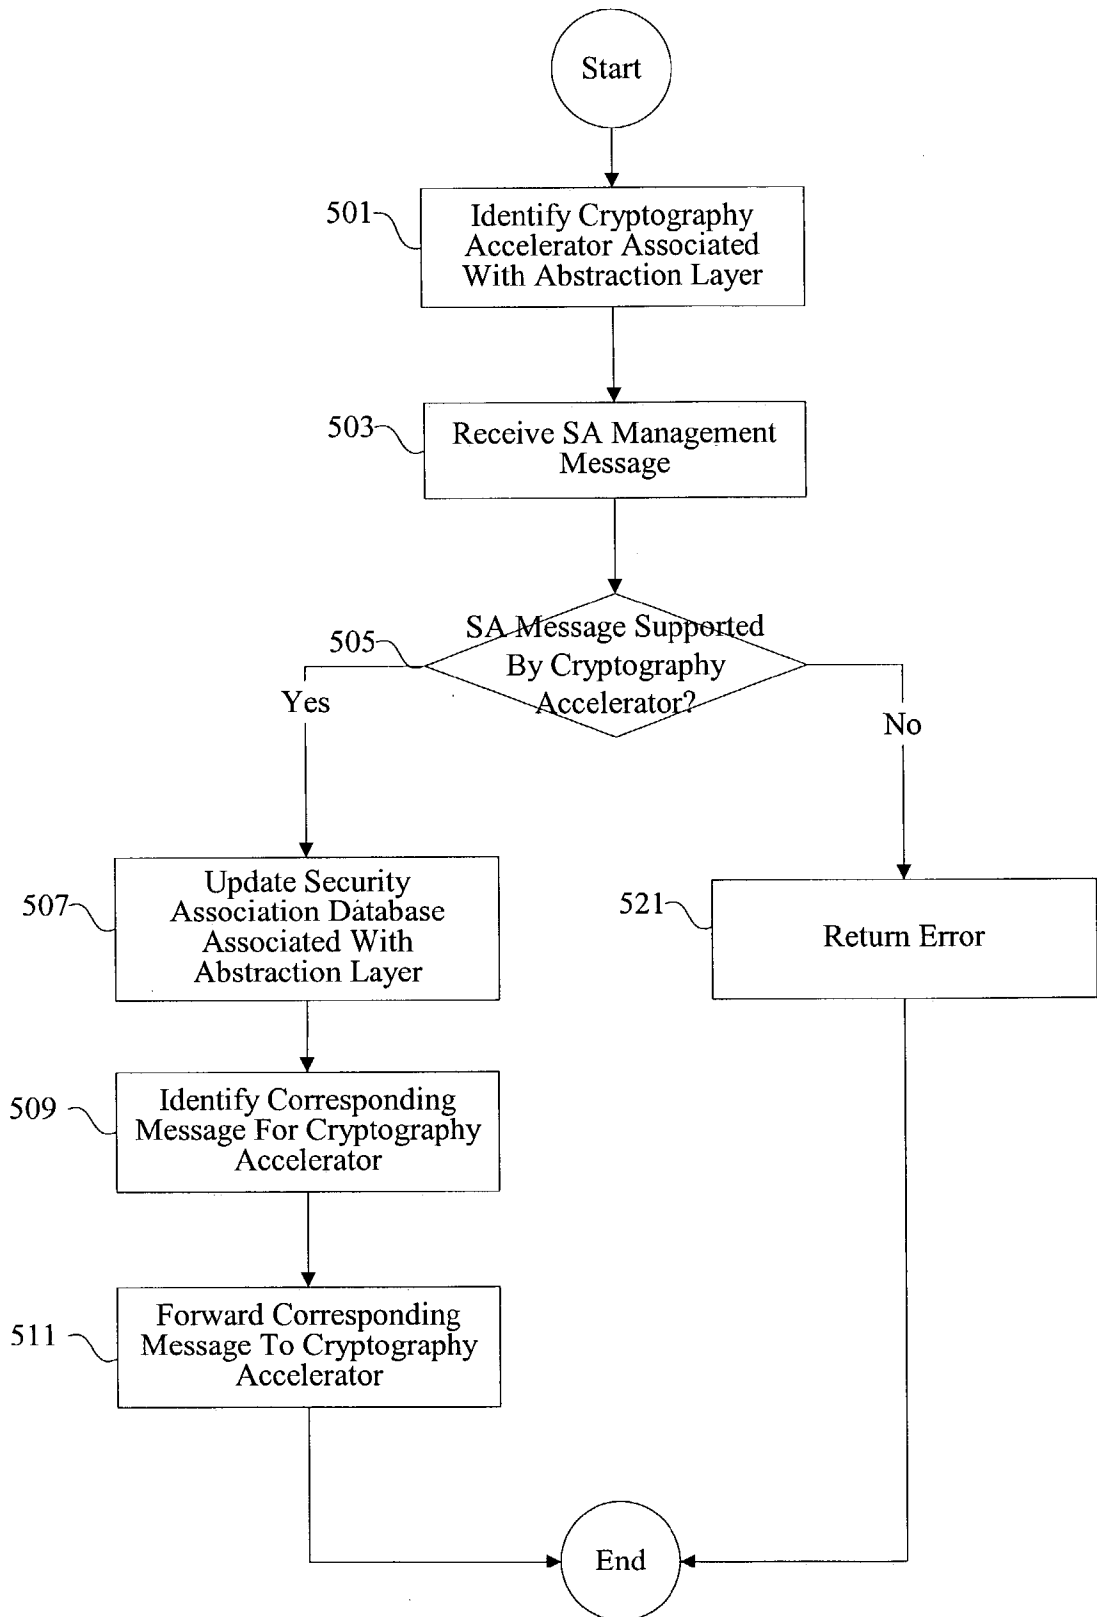 Start
501
Identify Cryptography
Accelerator Associated
With Abstraction Layer
503
Receive SA Management
Message
505
SA Message Supported
By Cryptography
Accelerator?
Yes
No
507
Update Security
Association Database
Associated With
Abstraction Layer
521
Return Error
509
Identify Corresponding
Message For Cryptography
Accelerator
511
Forward Corresponding
Message To Cryptography
Accelerator
End